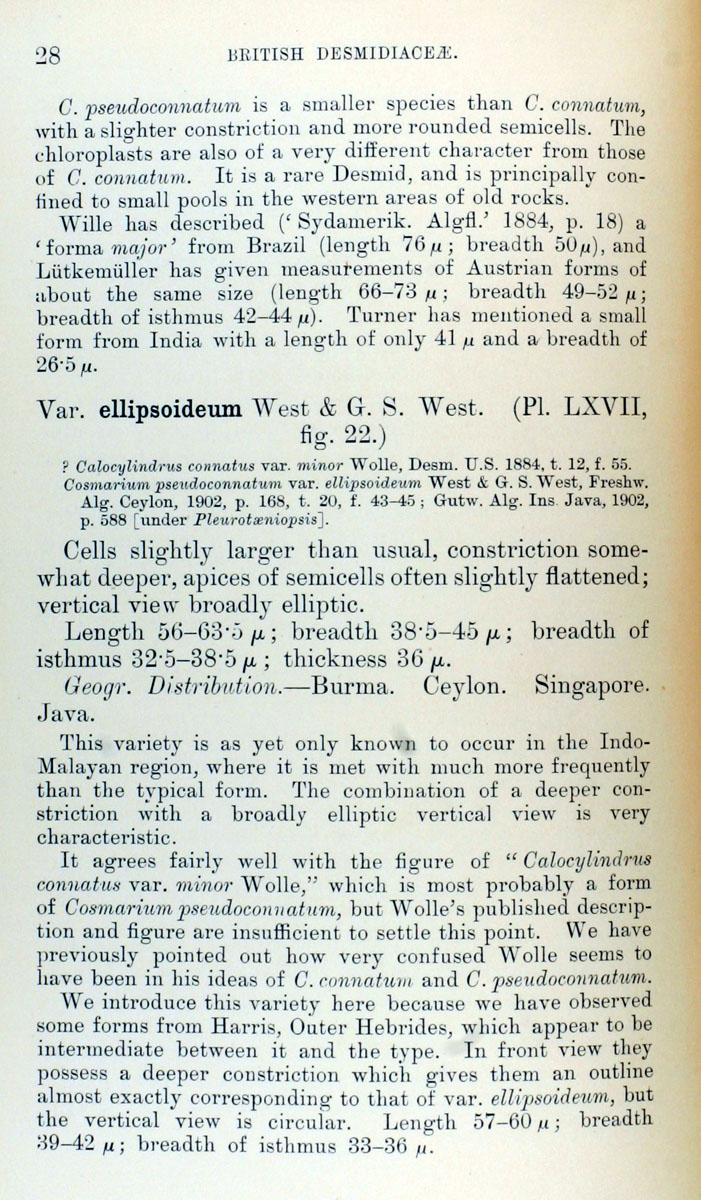 28
BRITISH DESMIDIACEÆ.
C. pseudoconnatum is a smaller species than C. connatum,
with a slighter constriction and more rounded semicells. The
chloroplasts are also of a very different character from those
of C. connatum. It is a rare Desmid, and is principally con-
fined to small pools in the western areas of old rocks.
Wille has described (‘ Sydamerik. Algfl.’ 1884, p. 18) a
‘ forma major ’ from Brazil (length 76 μ ; breadth 50 μ), and
Lütkemüller has given measurements of Austrian forms of
about the same size (length 66–73 μ ; breadth 49–52 μ ;
breadth of isthmus 42–44 μ). Turner has mentioned a small
form from India with a length of only 41 μ and a breadth of
26·5 μ.
Var. ellipsoideum West & G. S. West. (Pl. LXVII,
fig. 22.)
? Calocylindrus connatus var. minor Wolle, Desm. U.S. 1884, t. 12, f. 55.
Cosmarium pseudoconnatum var. ellipsoideum West & G. S. West, Freshw.
Alg. Ceylon, 1902, p. 168, t. 20, f. 43–45 ; Gutw. Alg. Ins. Java, 1902,
p. 588 [under Pleurotæniopsis].
Cells slightly larger than usual, constriction some-
what deeper, apices of semicells often slightly flattened;
vertical view broadly elliptic.
Length 56–63·5 μ ; breadth 38·5–45 μ ; breadth of
isthmus 32·5–38·5 μ ; thickness 36 μ.
Geogr. Distribution.—Burma. Ceylon. Singapore.
Java.
This variety is as yet only known to occur in the Indo-
Malayan region, where it is met with much more frequently
than the typical form. The combination of a deeper con-
striction with a broadly elliptic vertical view is very
characteristic.
It agrees fairly well with the figure of “ Calocylindrus
connatus var. minor Wolle,” which is most probably a form
of Cosmarium pseudoconnatum, but Wolle’s published descrip-
tion and figure are insufficient to settle this point. We have
previously pointed out how very confused Wolle seems to
have been in his ideas of C. connatum and C. pseudoconnatum.
We introduce this variety here because we have observed
some forms from Harris, Outer Hebrides, which appear to be
intermediate between it and the type. In front view they
possess a deeper constriction which gives them an outline
almost exactly corresponding to that of var. ellipsoideum, but
the vertical view is circular. Length 57–60 μ ; breadth
39–42 μ ; breadth of isthmus 33–36 μ.